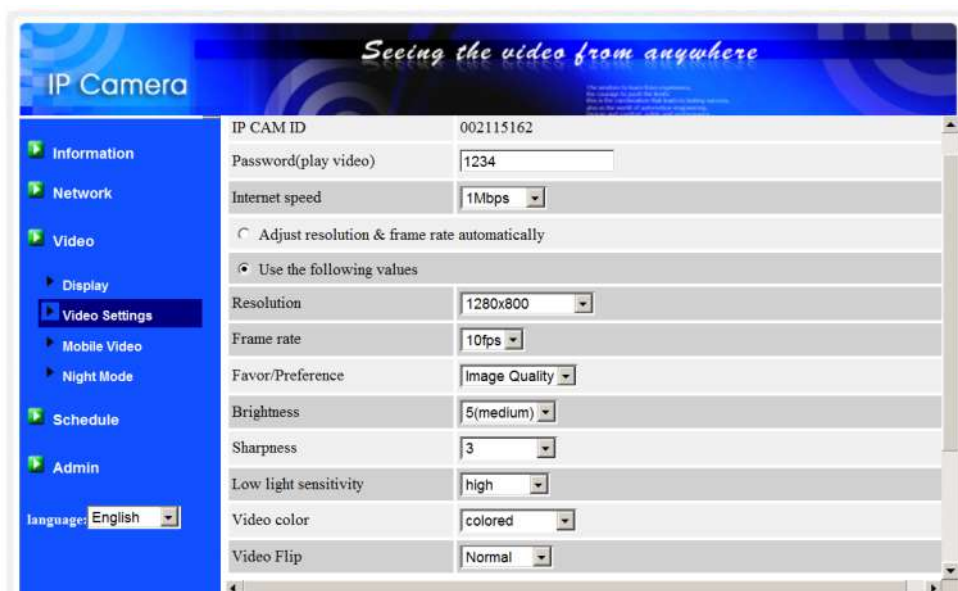 Seeing the video from anywhere
IP Camera
Information
Network
Video
Display
Video Settings
Mobile Video
Night Mode
Schedule
Admin
language: English
IP CAM ID 002115162
Password(play video) 1234
Internet speed 1Mbps
Adjust resolution & frame rate automatically
Use the following values
Resolution 1280x800
Frame rate 10fps
Favor/Preference Image Quality
Brightness 5(medium)
Sharpness 3
Low light sensitivity high
Video color colored
Video Flip Normal